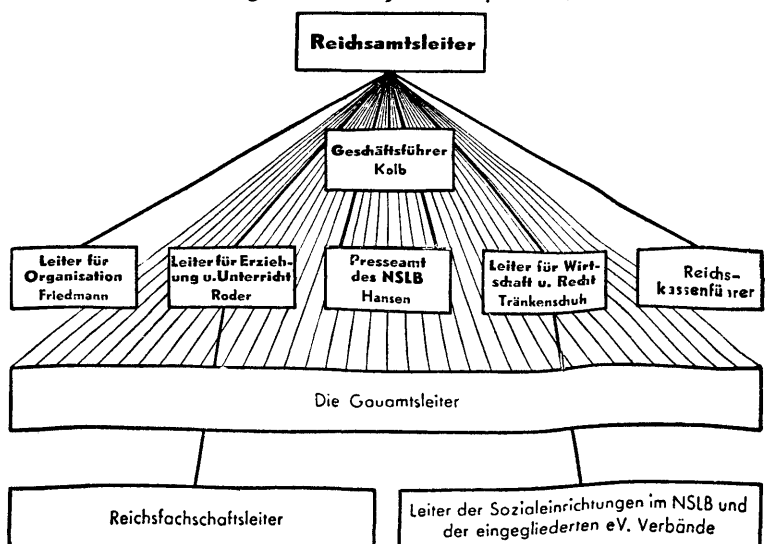 Reichsamtsleiter
Geschäftsführer
Kolb
Leiter für
Organisation
Friedmann
Leiter für Erzieh-
ung u. Unterricht
Roder
Presseamt
des NSLB
Hansen
Leiter für Wirt-
schaft u. Recht
Tränkenschuh
Reichs-
kassenführer
Die Gauamtsleiter
Reichsfachschaftsleiter
Leiter der Sozialeinrichtungen im NSLB und
der eingegliederten eV. Verbände